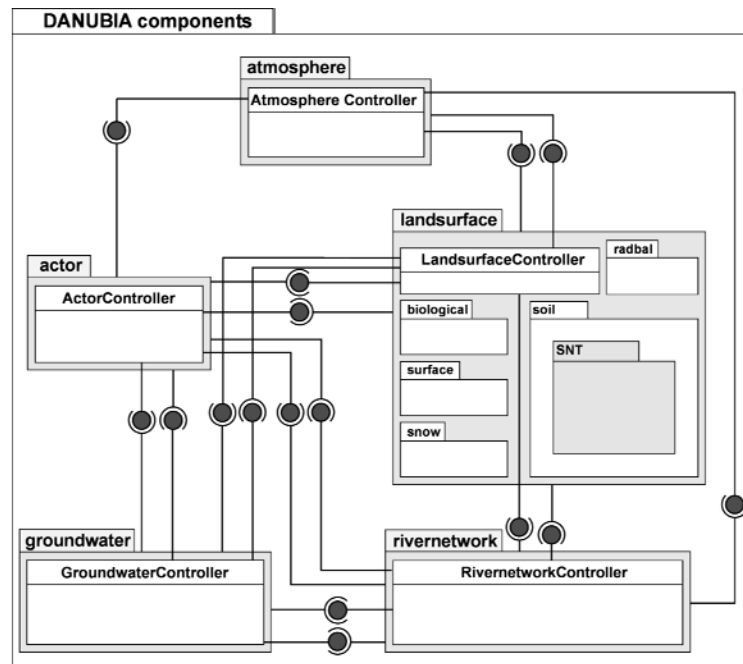 DANUBIA components
atmosphere
Atmosphere Controller
landsurface
LandsurfaceController
radbal
actor
ActorController
biological
soil
SNT
surface
snow
groundwater
GroundwaterController
rivernetwork
RivernetworkController